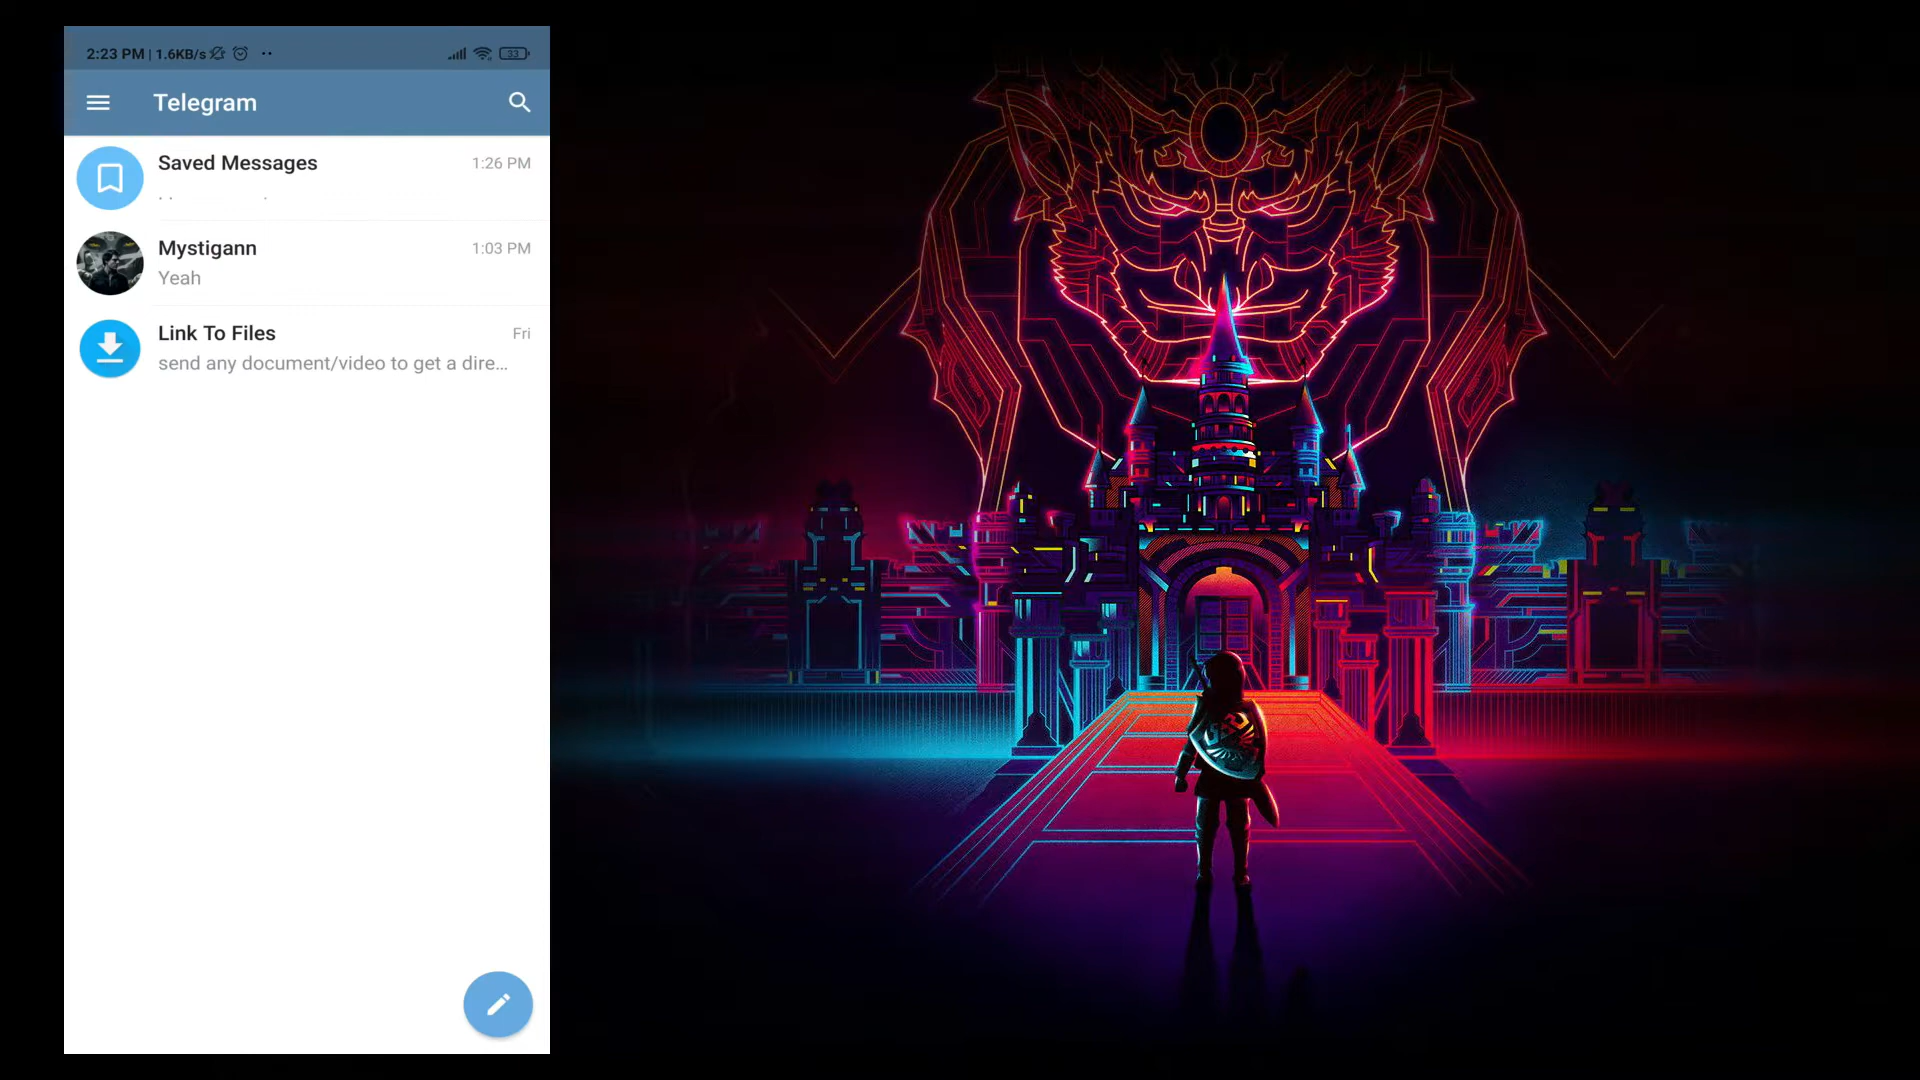 2:23 PM | 1.6KB/s
33
Telegram
Saved Messages 1:26 PM
Mystigann 1:03 PM
Yeah
Link To Files Fri
send any document/video to get a dire...